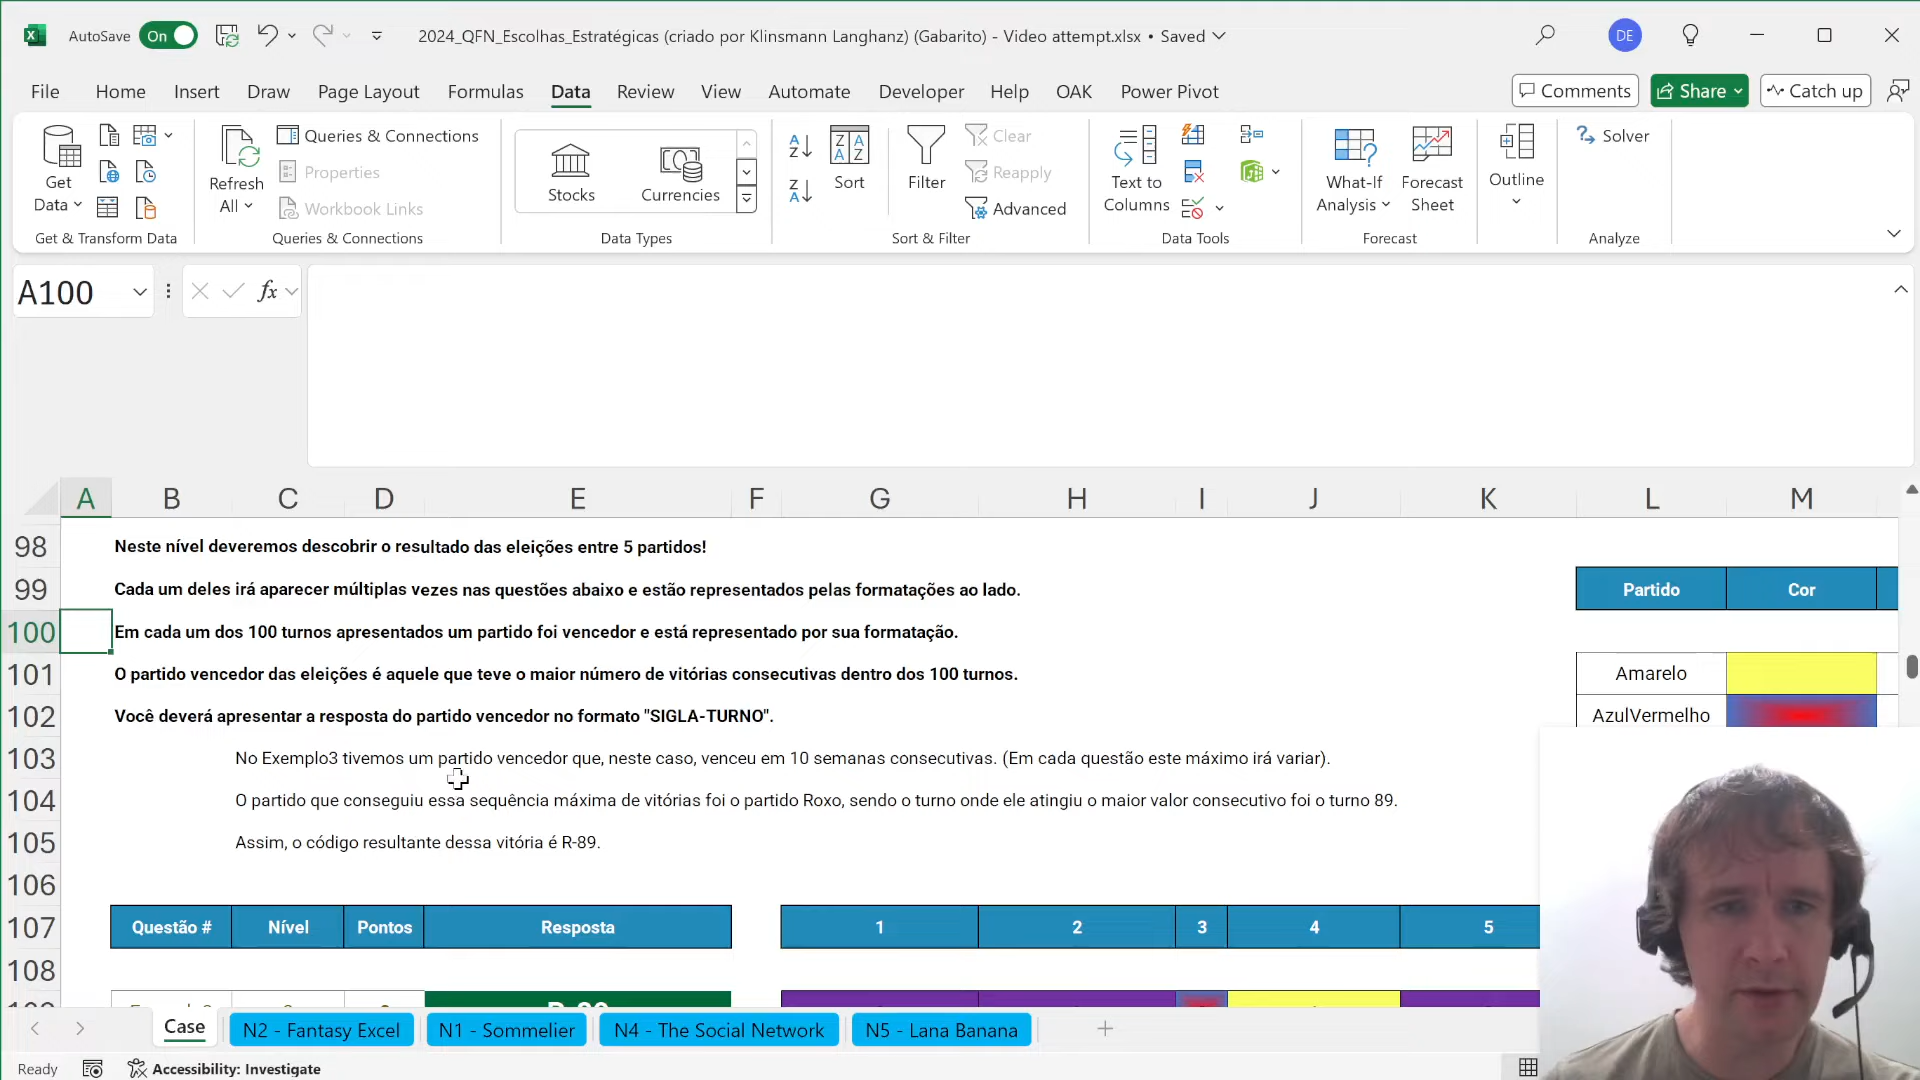 AutoSave On 2024_QFN_Escolhas_Estratégicas (criado por Klinsmann Langhanz) (Gabarito) - Video attempt.xlsx • Saved DE
File Home Insert Draw Page Layout Formulas Data Review View Automate Developer Help OAK Power Pivot Comments Share Catch up
Get Data
Refresh All
Queries & Connections
Properties
Workbook Links
Stocks
Currencies
Sort
Filter
Clear
Reapply
Advanced
Text to Columns
What-If Analysis
Forecast Sheet
Outline
Solver
Get & Transform Data Queries & Connections Data Types Sort & Filter Data Tools Forecast Analyze
A100 fx
A B C D E F G H I J K L M
98 Neste nível deveremos descobrir o resultado das eleições entre 5 partidos!
99 Cada um deles irá aparecer múltiplas vezes nas questões abaixo e estão representados pelas formatações ao lado. Partido Cor
100 Em cada um dos 100 turnos apresentados um partido foi vencedor e está representado por sua formatação.
101 O partido vencedor das eleições é aquele que teve o maior número de vitórias consecutivas dentro dos 100 turnos. Amarelo
102 Você deverá apresentar a resposta do partido vencedor no formato "SIGLA-TURNO". AzulVermelho
103 No Exemplo3 tivemos um partido vencedor que, neste caso, venceu em 10 semanas consecutivas. (Em cada questão este máximo irá variar).
104 O partido que conseguiu essa sequência máxima de vitórias foi o partido Roxo, sendo o turno onde ele atingiu o maior valor consecutivo foi o turno 89.
105 Assim, o código resultante dessa vitória é R-89.
106
107 Questão # Nível Pontos Resposta 1 2 3 4 5
108
Case N2 - Fantasy Excel N1 - Sommelier N4 - The Social Network N5 - Lana Banana
Ready Accessibility: Investigate